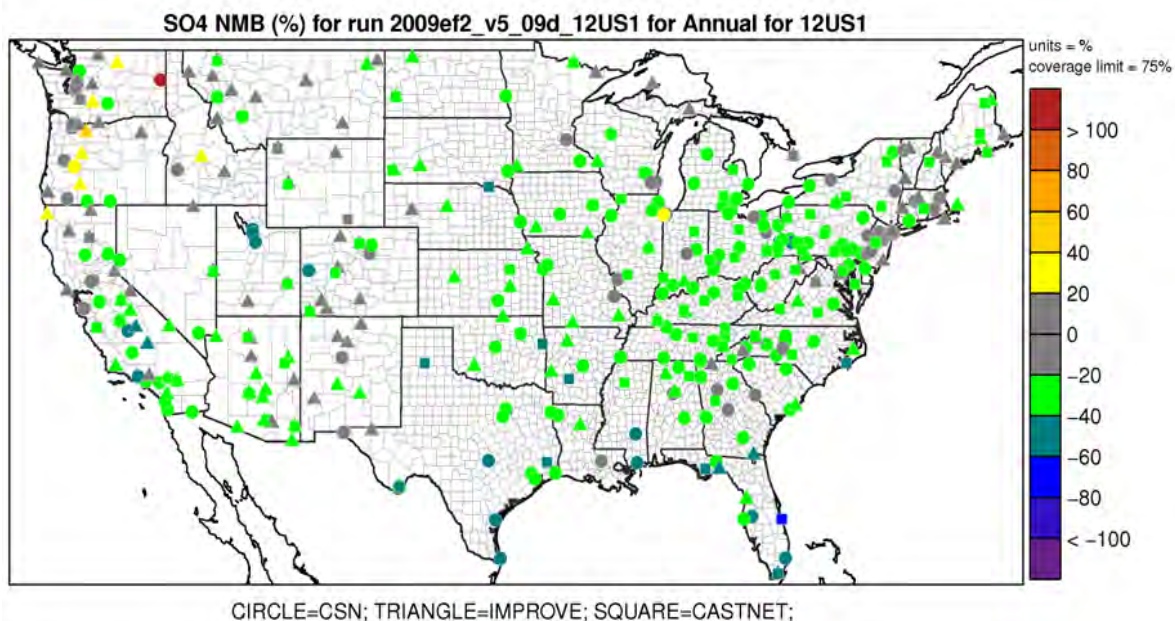 SO4 NMB (%) for run 2009ef2_v5_09d_12US1 for Annual for 12US1
units = %
coverage limit = 75%
> 100
80
60
40
20
0
−20
−40
−60
−80
< −100
CIRCLE=CSN; TRIANGLE=IMPROVE; SQUARE=CASTNET;